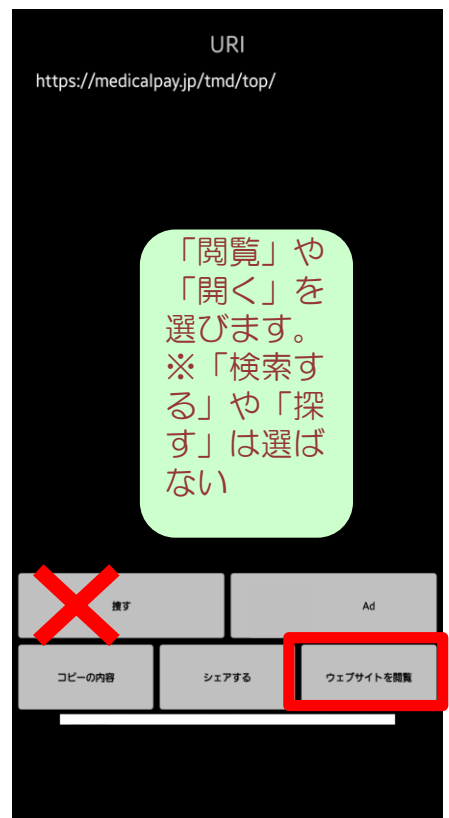 URI
https://medicalpay.jp/tmd/top/
「閲覧」や
「開く」を
選びます。
※「検索す
る」や「探
す」は選ば
ない
捜す
Ad
コピーの内容
シェアする
ウェブサイトを閲覧